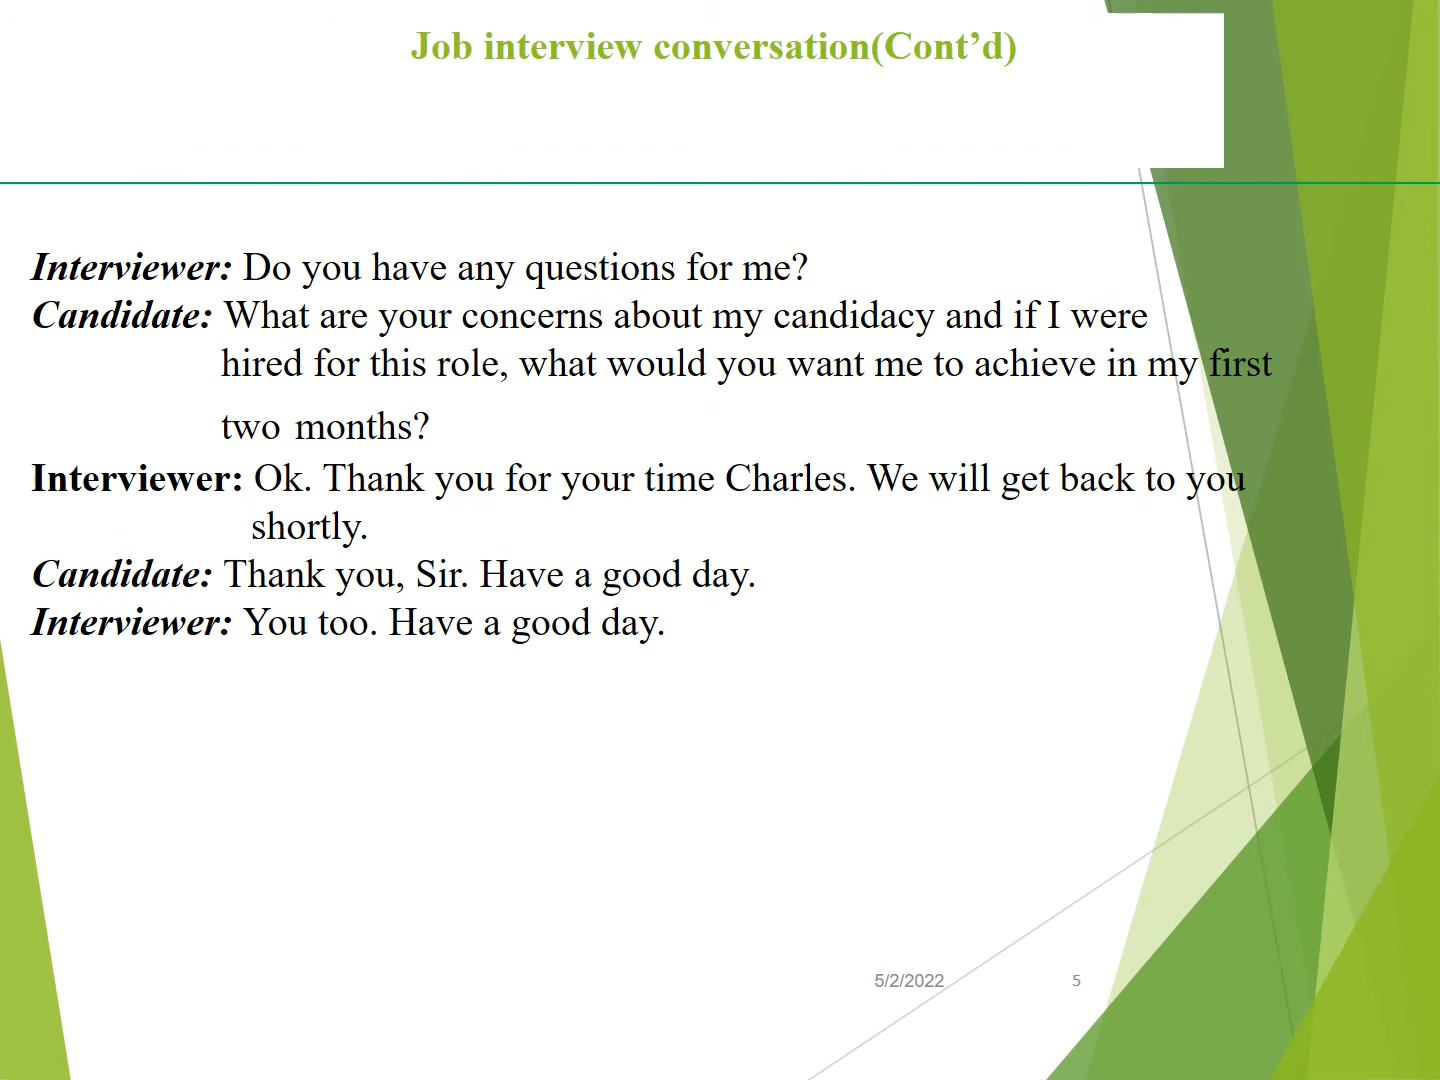 Job interview conversation(Cont’d)
Interviewer: Do you have any questions for me?
Candidate: What are your concerns about my candidacy and if I were
hired for this role, what would you want me to achieve in my first
two months?
Interviewer: Ok. Thank you for your time Charles. We will get back to you
shortly.
Candidate: Thank you, Sir. Have a good day.
Interviewer: You too. Have a good day.
5/2/2022 5